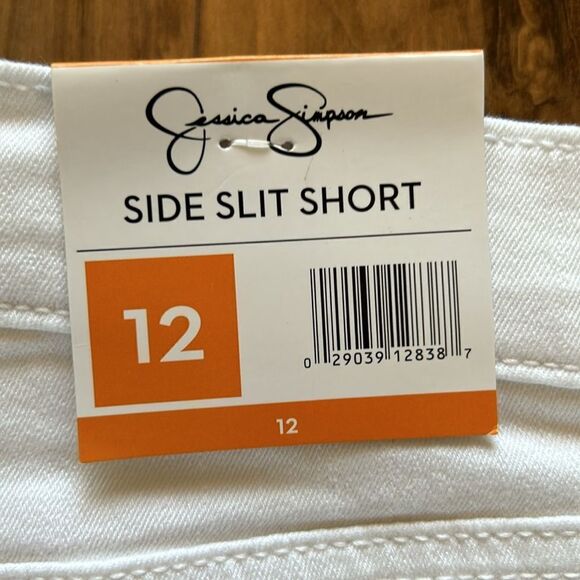 Jessica Simpson
SIDE SLIT SHORT
12
0 29039 12838 7
12